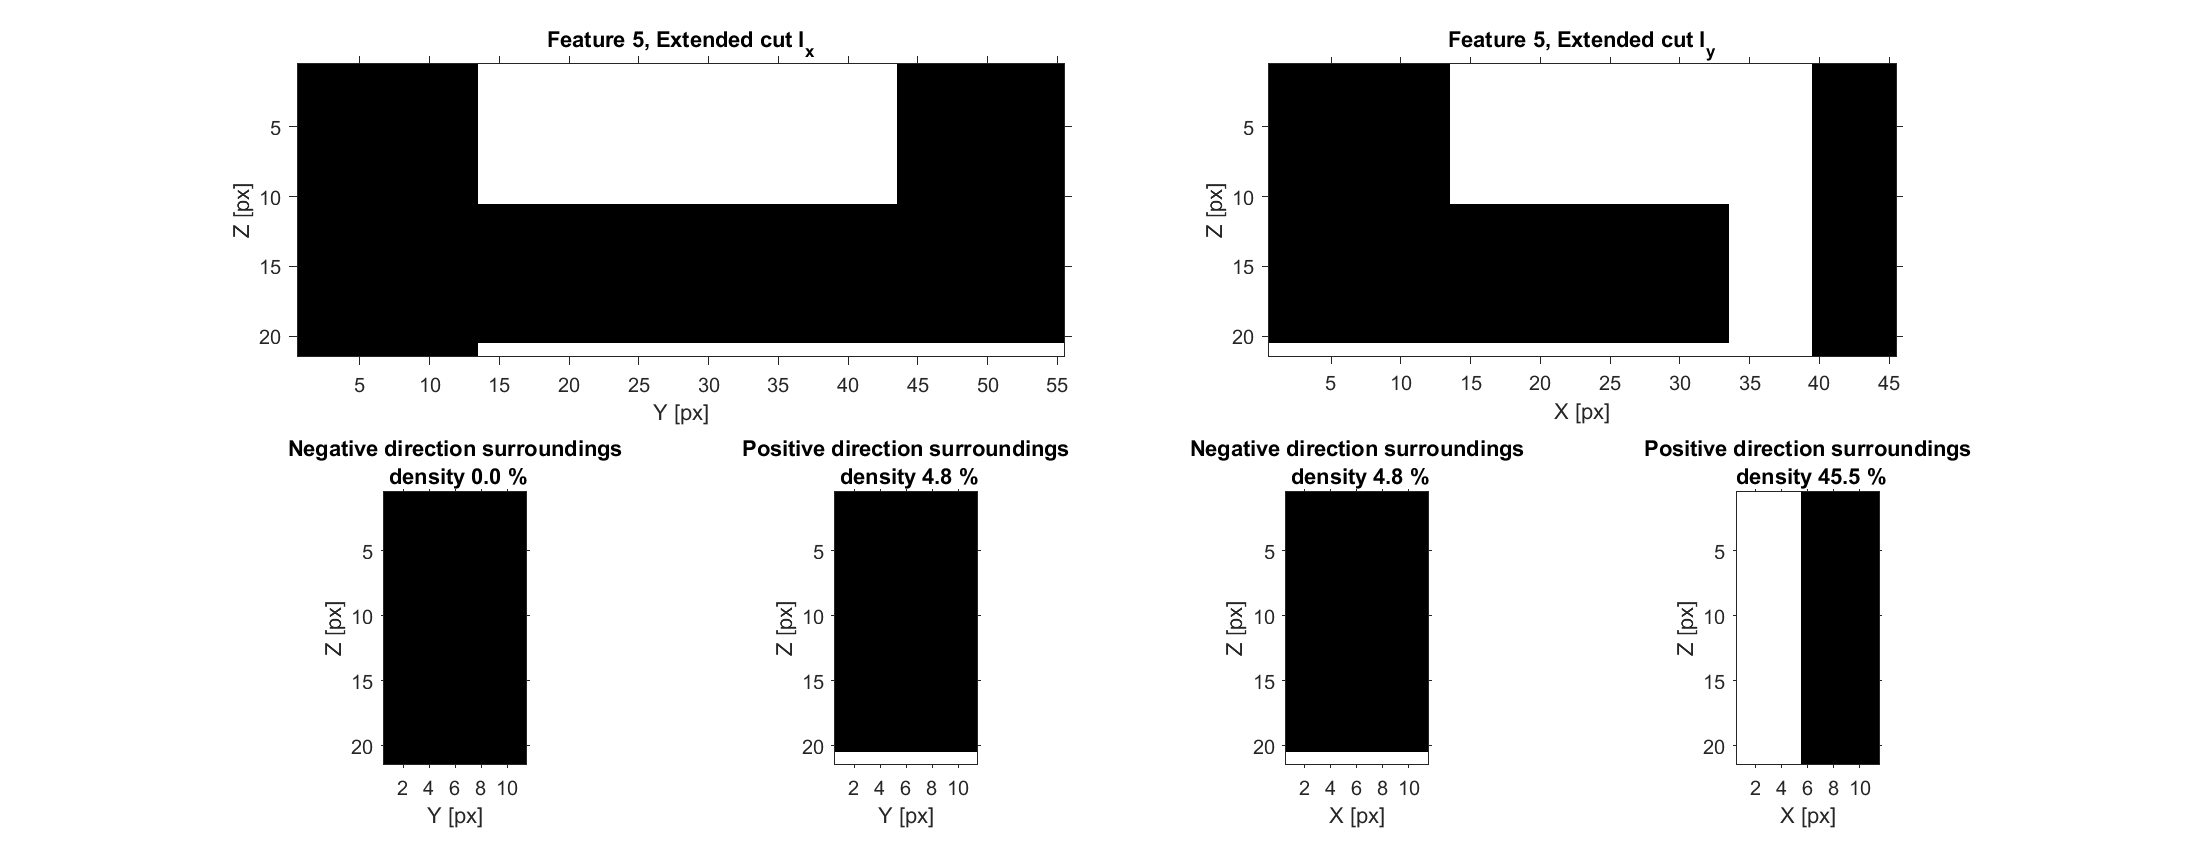 Feature 5, Extended cut I_x
5
10
15
20
Z [px]
5 10 15 20 25 30 35 40 45 50 55
Y [px]
Feature 5, Extended cut I_y
5
10
15
20
Z [px]
5 10 15 20 25 30 35 40 45
X [px]
Negative direction surroundings
density 0.0 %
5
10
15
20
Z [px]
2 4 6 8 10
Y [px]
Positive direction surroundings
density 4.8 %
5
10
15
20
Z [px]
2 4 6 8 10
Y [px]
Negative direction surroundings
density 4.8 %
5
10
15
20
Z [px]
2 4 6 8 10
X [px]
Positive direction surroundings
density 45.5 %
5
10
15
20
Z [px]
2 4 6 8 10
X [px]